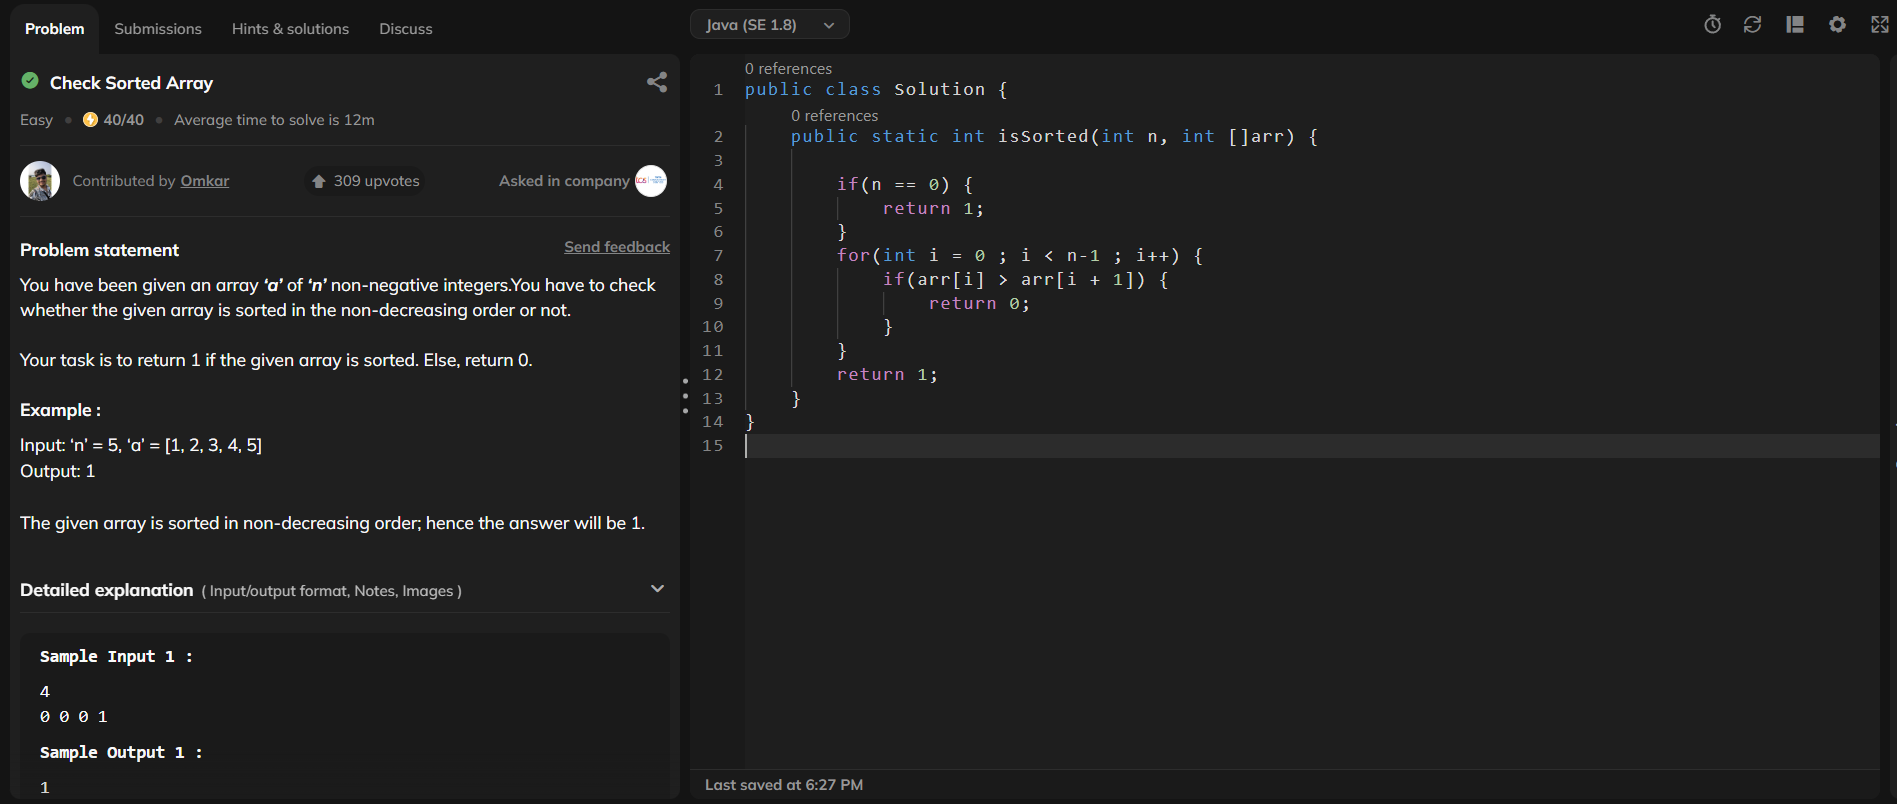 Problem
Submissions
Hints & solutions
Discuss
Check Sorted Array
Easy • 40/40 • Average time to solve is 12m
Contributed by Omkar
309 upvotes
Asked in company
Problem statement
Send feedback
You have been given an array ‘a’ of ‘n’ non-negative integers.You have to check
whether the given array is sorted in the non-decreasing order or not.
Your task is to return 1 if the given array is sorted. Else, return 0.
Example :
Input: ‘n’ = 5, ‘a’ = [1, 2, 3, 4, 5]
Output: 1
The given array is sorted in non-decreasing order; hence the answer will be 1.
Detailed explanation ( Input/output format, Notes, Images )
Sample Input 1 :
4
0 0 0 1
Sample Output 1 :
1
Java (SE 1.8)
0 references
1 public class Solution {
0 references
2     public static int isSorted(int n, int []arr) {
3
4         if(n == 0) {
5             return 1;
6         }
7         for(int i = 0 ; i < n-1 ; i++) {
8             if(arr[i] > arr[i + 1]) {
9                 return 0;
10             }
11         }
12         return 1;
13     }
14 }
15
Last saved at 6:27 PM